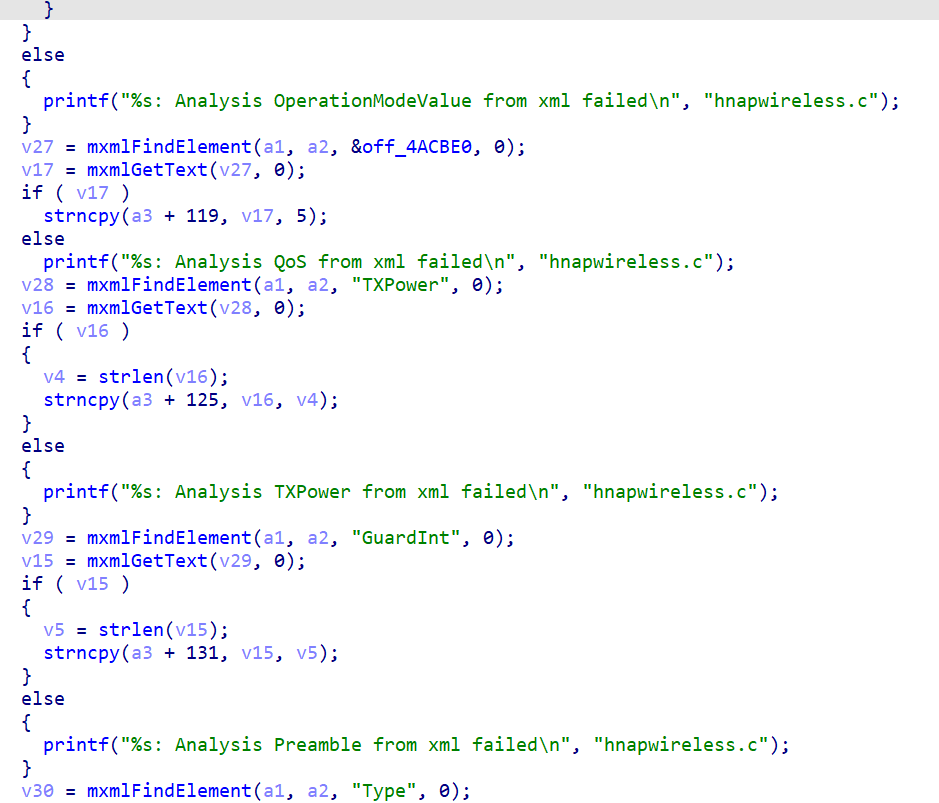 }
}
else
{
printf("%s: Analysis OperationModeValue from xml failed\n", "hnapwireless.c");
}
v27 = mxmlFindElement(a1, a2, &off_4ACBE0, 0);
v17 = mxmlGetText(v27, 0);
if ( v17 )
strncpy(a3 + 119, v17, 5);
else
printf("%s: Analysis QoS from xml failed\n", "hnapwireless.c");
v28 = mxmlFindElement(a1, a2, "TXPower", 0);
v16 = mxmlGetText(v28, 0);
if ( v16 )
{
v4 = strlen(v16);
strncpy(a3 + 125, v16, v4);
}
else
{
printf("%s: Analysis TXPower from xml failed\n", "hnapwireless.c");
}
v29 = mxmlFindElement(a1, a2, "GuardInt", 0);
v15 = mxmlGetText(v29, 0);
if ( v15 )
{
v5 = strlen(v15);
strncpy(a3 + 131, v15, v5);
}
else
{
printf("%s: Analysis Preamble from xml failed\n", "hnapwireless.c");
}
v30 = mxmlFindElement(a1, a2, "Type", 0);